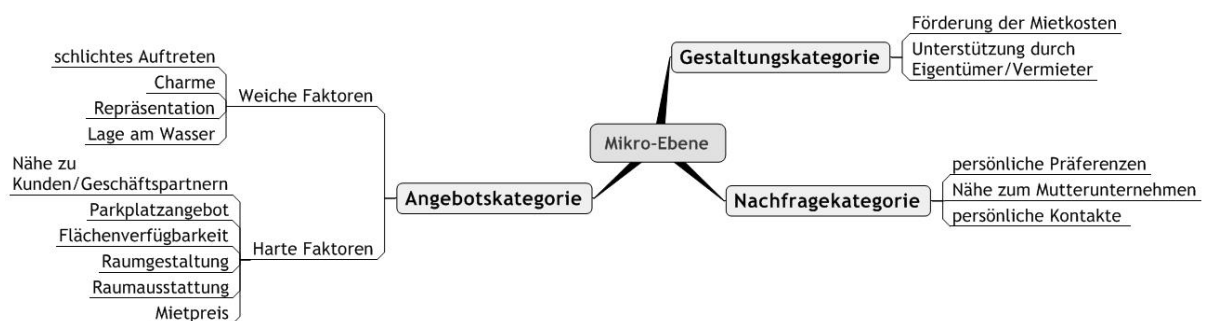 Mikro-Ebene
Gestaltungskategorie
Förderung der Mietkosten
Unterstützung durch
Eigentümer/Vermieter
Nachfragekategorie
persönliche Präferenzen
Nähe zum Mutterunternehmen
persönliche Kontakte
Angebotskategorie
Weiche Faktoren
schlichtes Auftreten
Charme
Repräsentation
Lage am Wasser
Harte Faktoren
Nähe zu
Kunden/Geschäftspartnern
Parkplatzangebot
Flächenverfügbarkeit
Raumgestaltung
Raumausstattung
Mietpreis